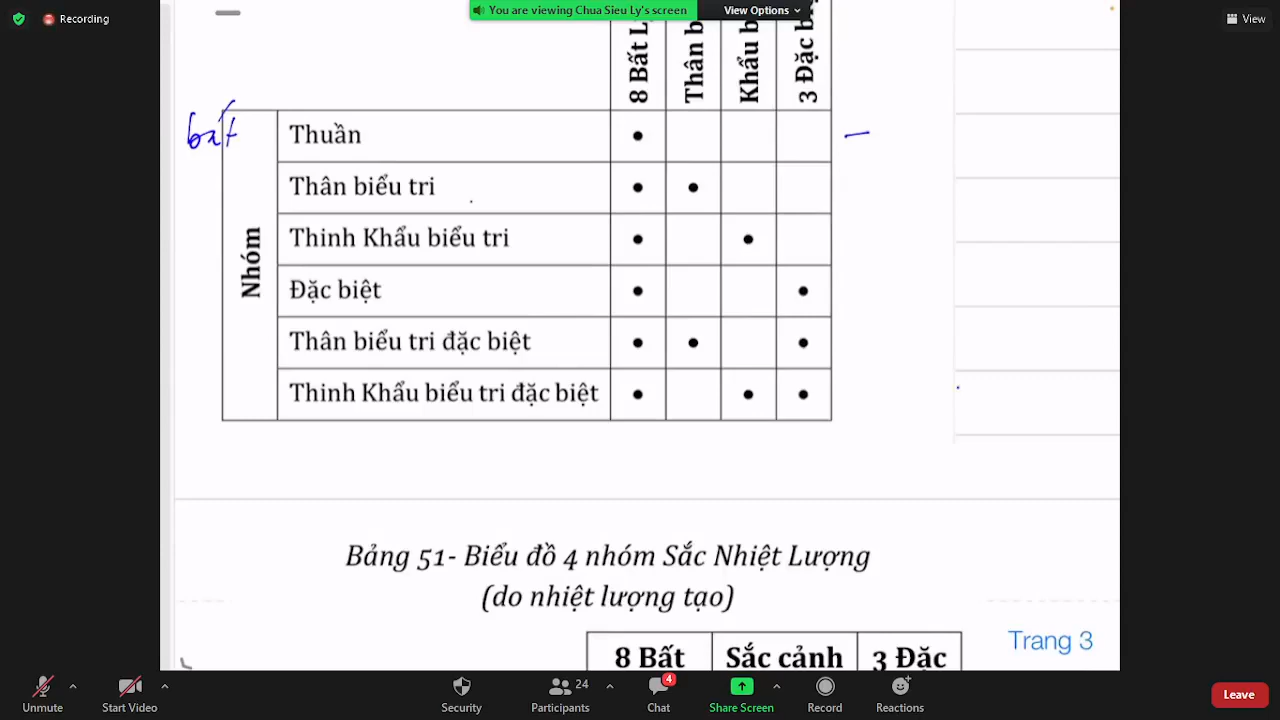 Recording
You are viewing Chua Sieu Ly's screen
View Options
View
8 Bất L
Thân b
Khẩu b
3 Đặc b
bất
Nhóm
Thuần
Thân biểu tri
Thinh Khẩu biểu tri
Đặc biệt
Thân biểu tri đặc biệt
Thinh Khẩu biểu tri đặc biệt
Bảng 51- Biểu đồ 4 nhóm Sắc Nhiệt Lượng
(do nhiệt lượng tạo)
Trang 3
8 Bất Sắc cảnh 3 Đặc
Unmute
Start Video
Security
24
Participants
4
Chat
Share Screen
Record
Reactions
Leave